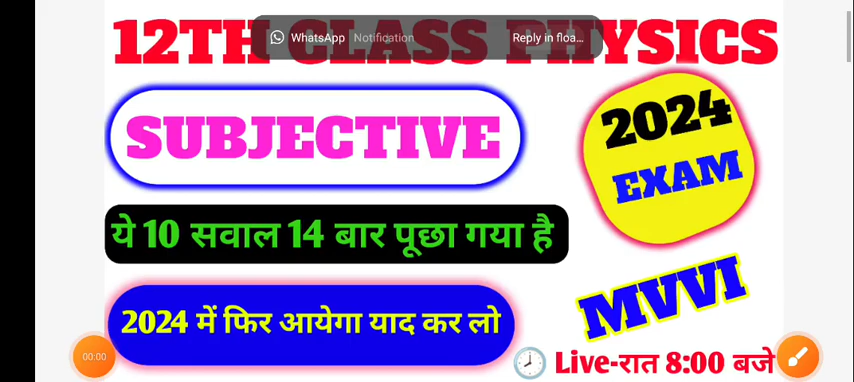 12TH CLASS PHYSICS
WhatsApp Notification Reply in floa...
SUBJECTIVE
2024
EXAM
ये 10 सवाल 14 बार पूछा गया है
MVVI
2024 में फिर आयेगा याद कर लो
Live-रात 8:00 बजे
00:00